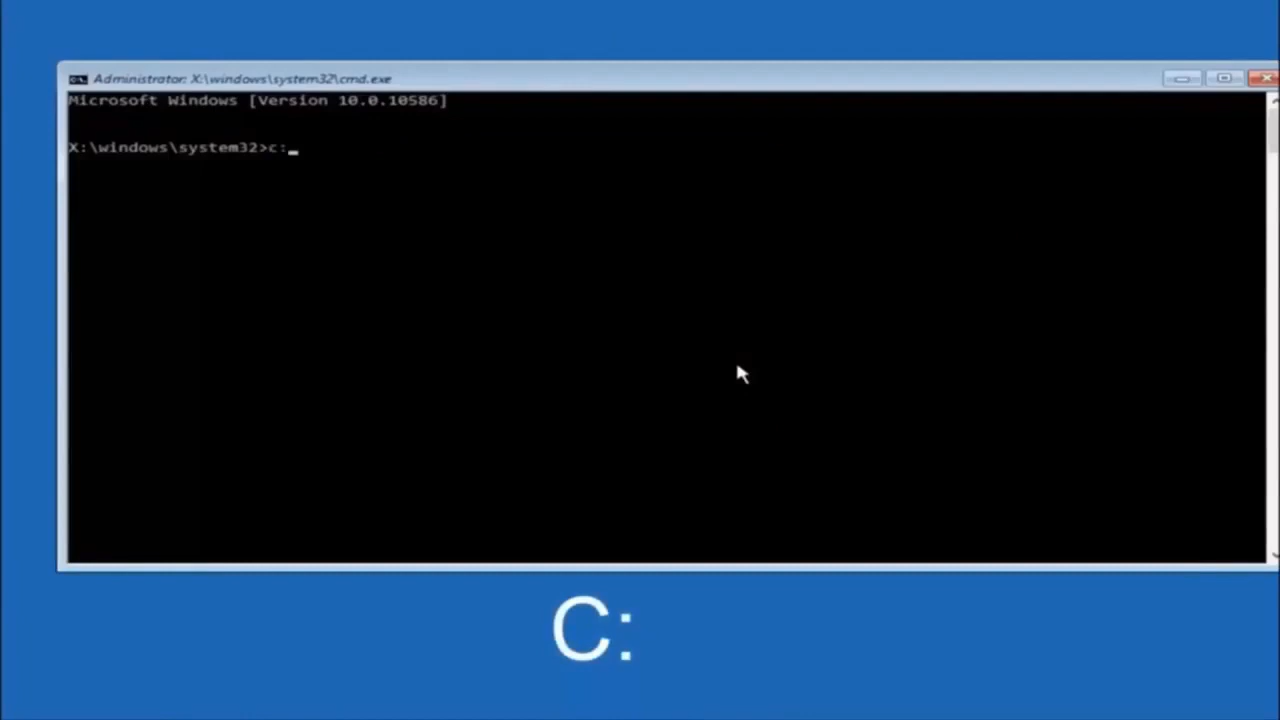 Administrator: X:\windows\system32\cmd.exe
Microsoft Windows [Version 10.0.10586]
X:\windows\system32>c:_
C: